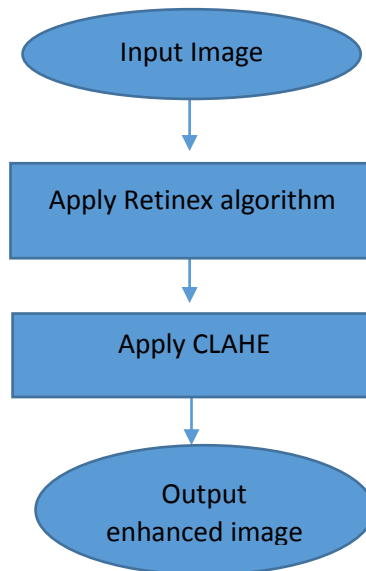 Input Image
Apply Retinex algorithm
Apply CLAHE
Output
enhanced image